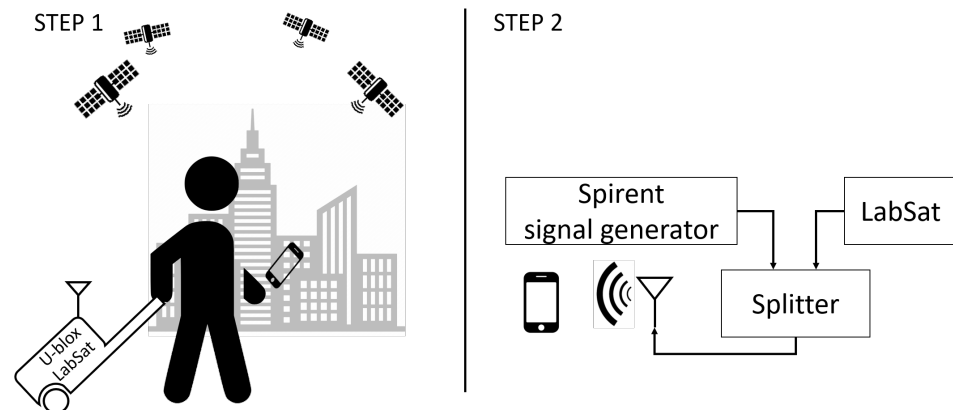 STEP 1
U-blox
LabSat
STEP 2
Spirent
signal generator
LabSat
Splitter